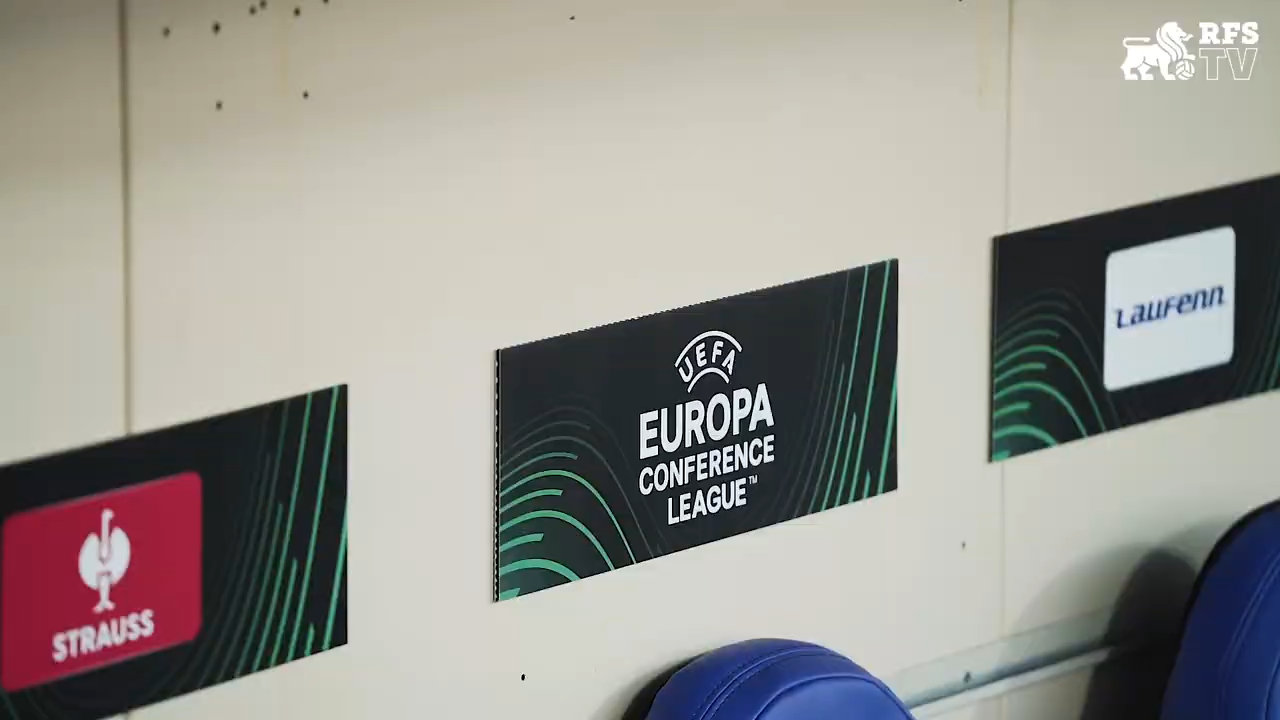 RFS
TV
STRAUSS
UEFA
EUROPA
CONFERENCE
LEAGUE™
LAUFENN